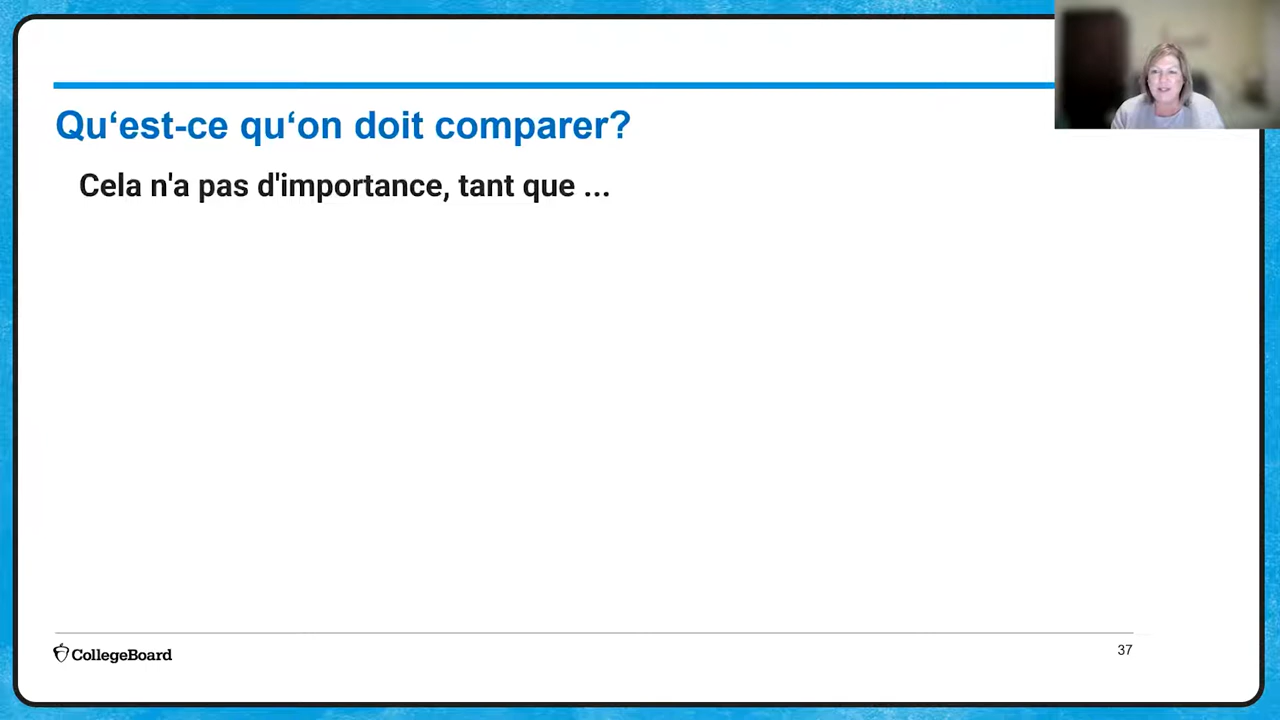 Qu‘est-ce qu‘on doit comparer?
Cela n'a pas d'importance, tant que ...
CollegeBoard
37